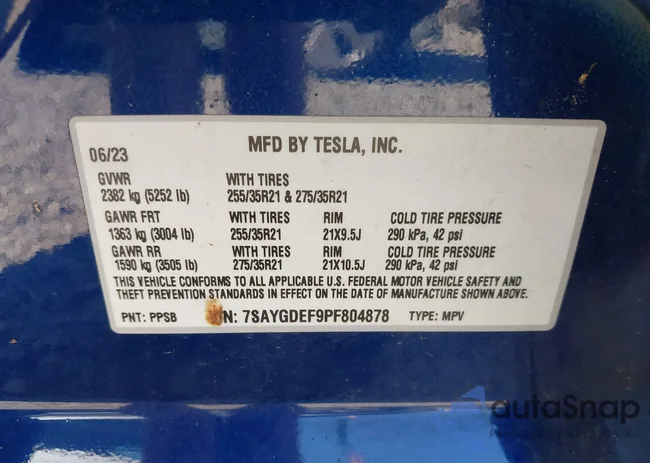 MFD BY TESLA, INC.
06/23
GVWR WITH TIRES
2382 kg (5252 lb) 255/35R21 & 275/35R21
GAWR FRT WITH TIRES RIM COLD TIRE PRESSURE
1363 kg (3004 lb) 255/35R21 21X9.5J 290 kPa, 42 psi
GAWR RR WITH TIRES RIM COLD TIRE PRESSURE
1590 kg (3505 lb) 275/35R21 21X10.5J 290 kPa, 42 psi
THIS VEHICLE CONFORMS TO ALL APPLICABLE U.S. FEDERAL MOTOR VEHICLE SAFETY AND
THEFT PREVENTION STANDARDS IN EFFECT ON THE DATE OF MANUFACTURE SHOWN ABOVE.
PNT: PPSB N: 7SAYGDEF9PF804878 TYPE: MPV
autoSnap